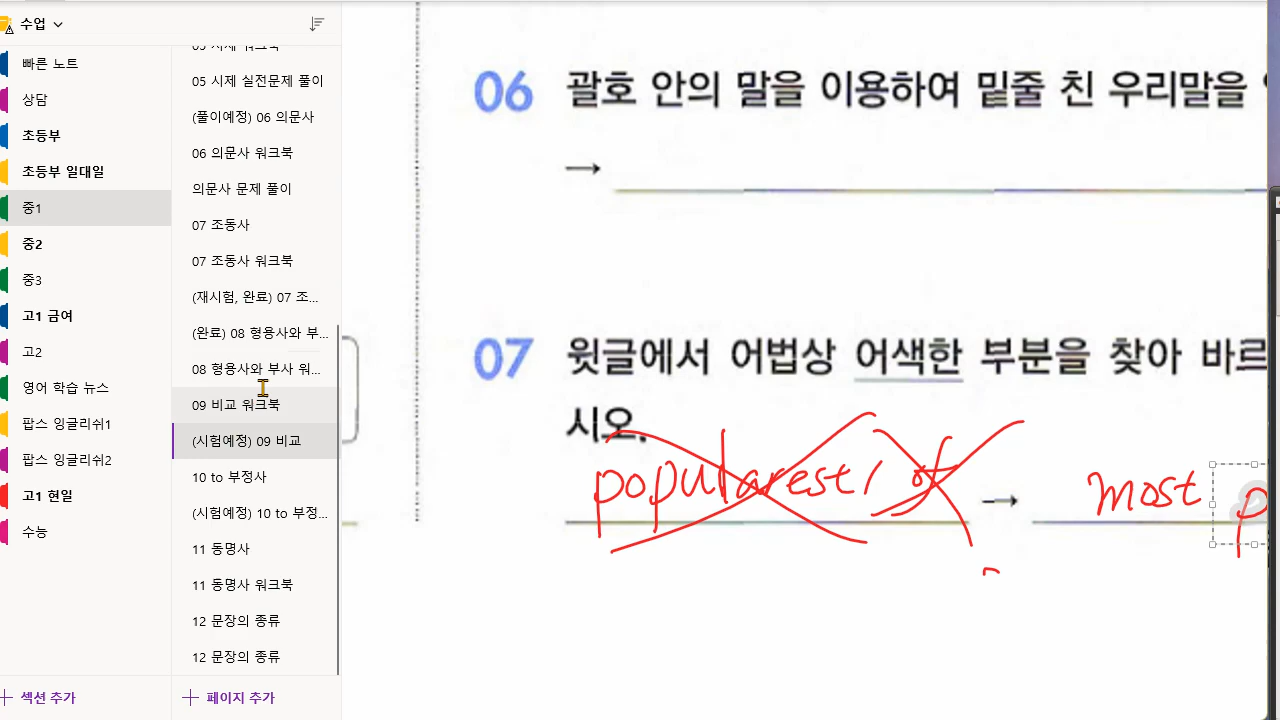 수업
빠른 노트
상담
초등부
초등부 일대일
중1
중2
중3
고1 금여
고2
영어 학습 뉴스
팝스 잉글리쉬1
팝스 잉글리쉬2
고1 현일
수능
섹션 추가
05 시제 실전문제 풀이
풀이예정) 06 의문...
06 의문사 워크북
의문사 문제 풀이
07 조동사
07 조동사 워크북
(재시험, 완료) 07 조...
(완료) 08 형용사와 부...
08 형용사와 부사
09 비교 워크북
(시험예정) 09 비교
10 to부정사
(시험예정) 10 to부정...
11 동명사
11 동명사 워크북
12 문장의 종류
12 문장의 종류
페이지 추가
06 괄호 안의 말을 이용하여 밑줄 친 우리말을
→
07 윗글에서 어법상 어색한 부분을 찾아 바르
시오.
popularest, of → most p